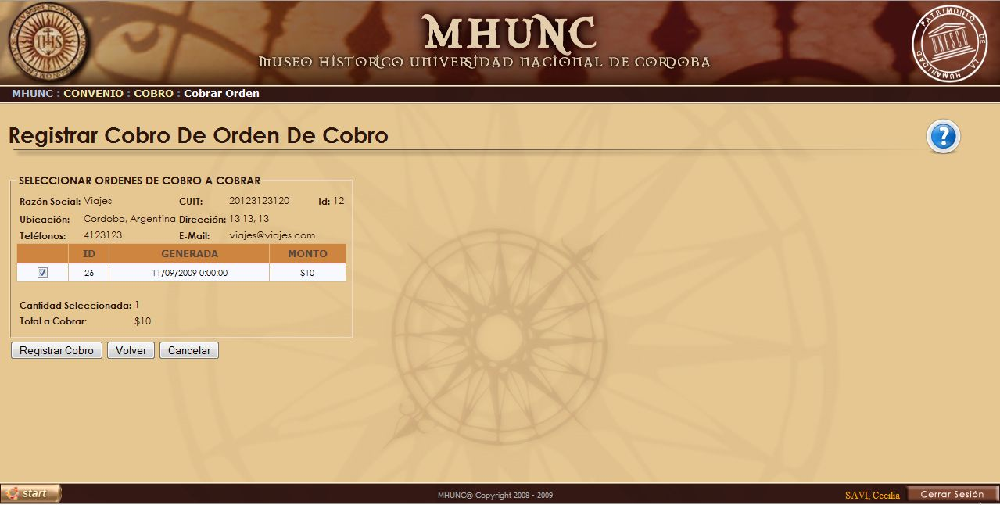 MHUNC
MUSEO HISTORICO UNIVERSIDAD NACIONAL DE CORDOBA
IHS
PATRIMONIO DE LA HUMANIDAD
UNESCO
MHUNC : CONVENIO : COBRO : Cobrar Orden
Registrar Cobro De Orden De Cobro
?
SELECCIONAR ORDENES DE COBRO A COBRAR
Razón Social: Viajes CUIT: 20123123120 Id: 12
Ubicación: Cordoba, Argentina Dirección: 13 13, 13
Teléfonos: 4123123 E-Mail: viajes@viajes.com
ID GENERADA MONTO
26 11/09/2009 0:00:00 $10
Cantidad Seleccionada: 1
Total a Cobrar: $10
Registrar Cobro Volver Cancelar
start MHUNC® Copyright 2008 - 2009 SAVI, Cecilia Cerrar Sesión